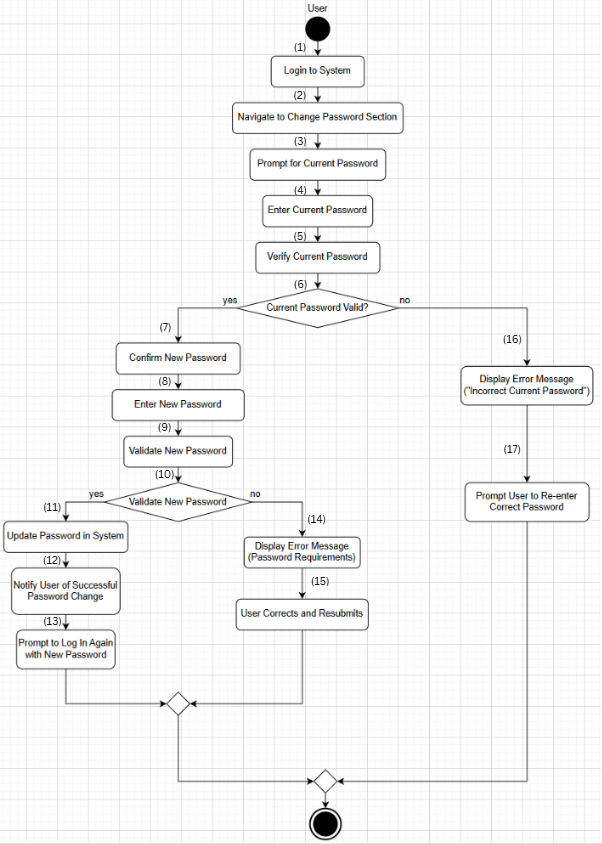 User
(1)
Login to System
(2)
Navigate to Change Password Section
(3)
Prompt for Current Password
(4)
Enter Current Password
(5)
Verify Current Password
(6)
yes
Current Password Valid?
no
(7)
Confirm New Password
(8)
Enter New Password
(9)
Validate New Password
(10)
yes
Validate New Password
no
(11)
Update Password in System
(12)
Notify User of Successful
Password Change
(13)
Prompt to Log In Again
with New Password
(14)
Display Error Message
(Password Requirements)
(15)
User Corrects and Resubmits
(16)
Display Error Message
("Incorrect Current Password")
(17)
Prompt User to Re-enter
Correct Password